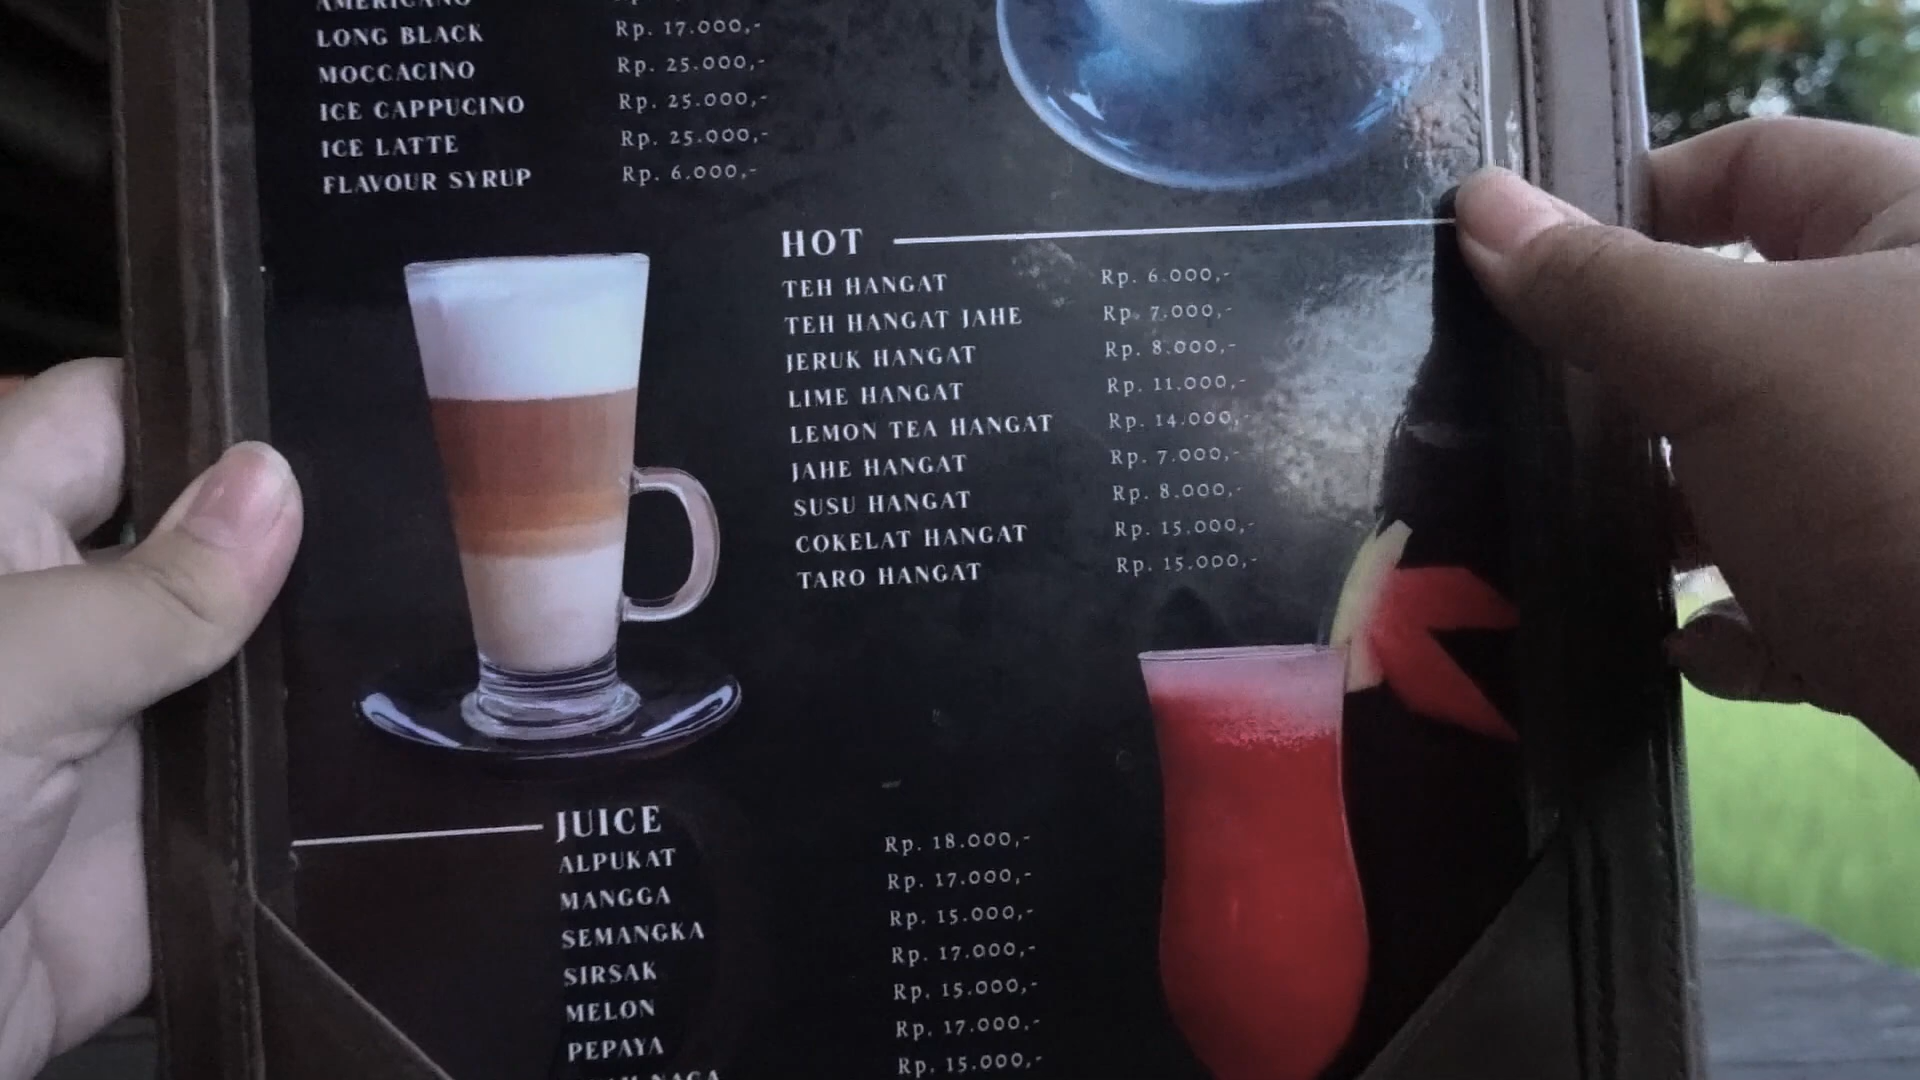 AMERICANO
LONG BLACK Rp. 17.000,-
MOCCACINO Rp. 25.000,-
ICE CAPPUCINO Rp. 25.000,-
ICE LATTE Rp. 25.000,-
FLAVOUR SYRUP Rp. 6.000,-
HOT
TEH HANGAT Rp. 6.000,-
TEH HANGAT JAHE Rp. 7.000,-
JERUK HANGAT Rp. 8.000,-
LIME HANGAT Rp. 11.000,-
LEMON TEA HANGAT Rp. 14.000,-
JAHE HANGAT Rp. 7.000,-
SUSU HANGAT Rp. 8.000,-
COKELAT HANGAT Rp. 15.000,-
TARO HANGAT Rp. 15.000,-
JUICE
ALPUKAT Rp. 18.000,-
MANGGA Rp. 17.000,-
SEMANGKA Rp. 15.000,-
SIRSAK Rp. 17.000,-
MELON Rp. 15.000,-
PEPAYA Rp. 17.000,-
NAGA Rp. 15.000,-